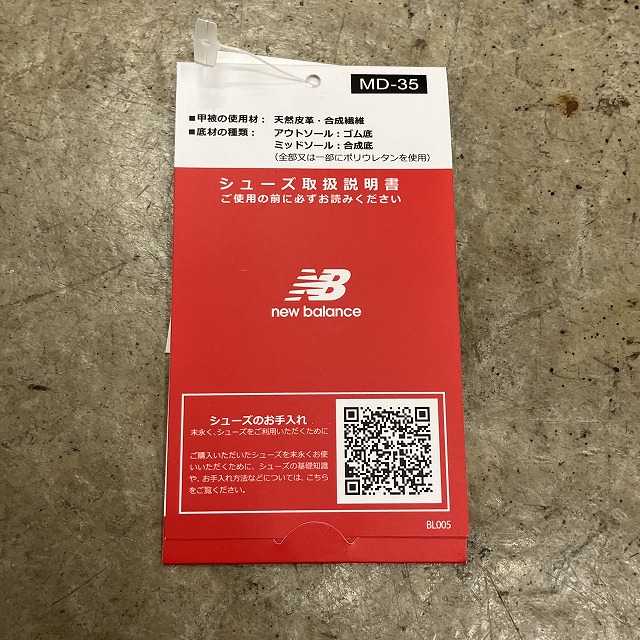 MD-35
■甲被の使用材： 天然皮革・合成繊維
■底材の種類： アウトソール：ゴム底
ミッドソール：合成底
（全部又は一部にポリウレタンを使用）
シューズ取扱説明書
ご使用の前に必ずお読みください
NB
new balance
シューズのお手入れ
末永く、シューズをご利用いただくために
ご購入いただいたシューズを末永くお使
いいただくために、シューズの基礎知識
や、お手入れ方法などについては、こちら
をご覧ください。
BL005